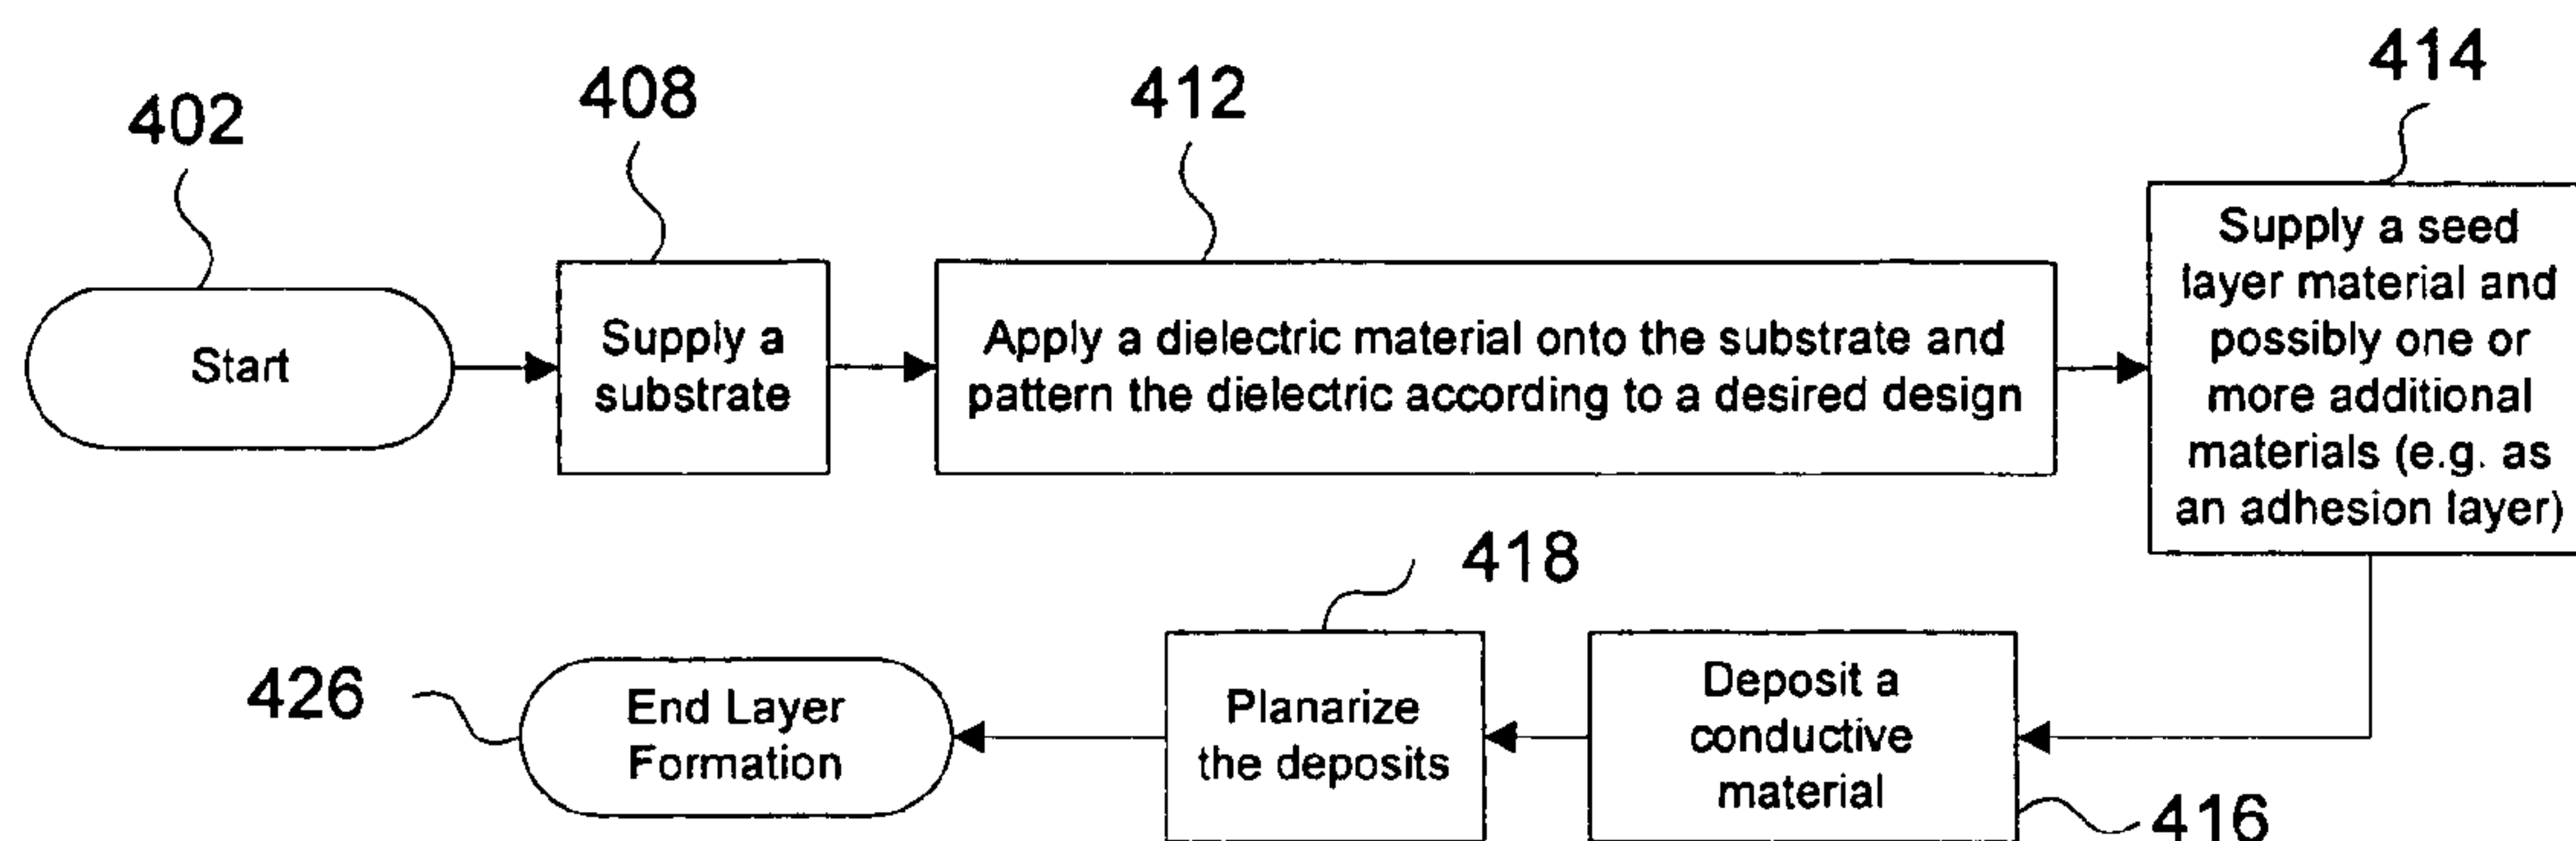 402
Start
408
Supply a
substrate
412
Apply a dielectric material onto the substrate and
pattern the dielectric according to a desired design
414
Supply a seed
layer material and
possibly one or
more additional
materials (e.g. as
an adhesion layer)
416
Deposit a
conductive
material
418
Planarize
the deposits
426
End Layer
Formation